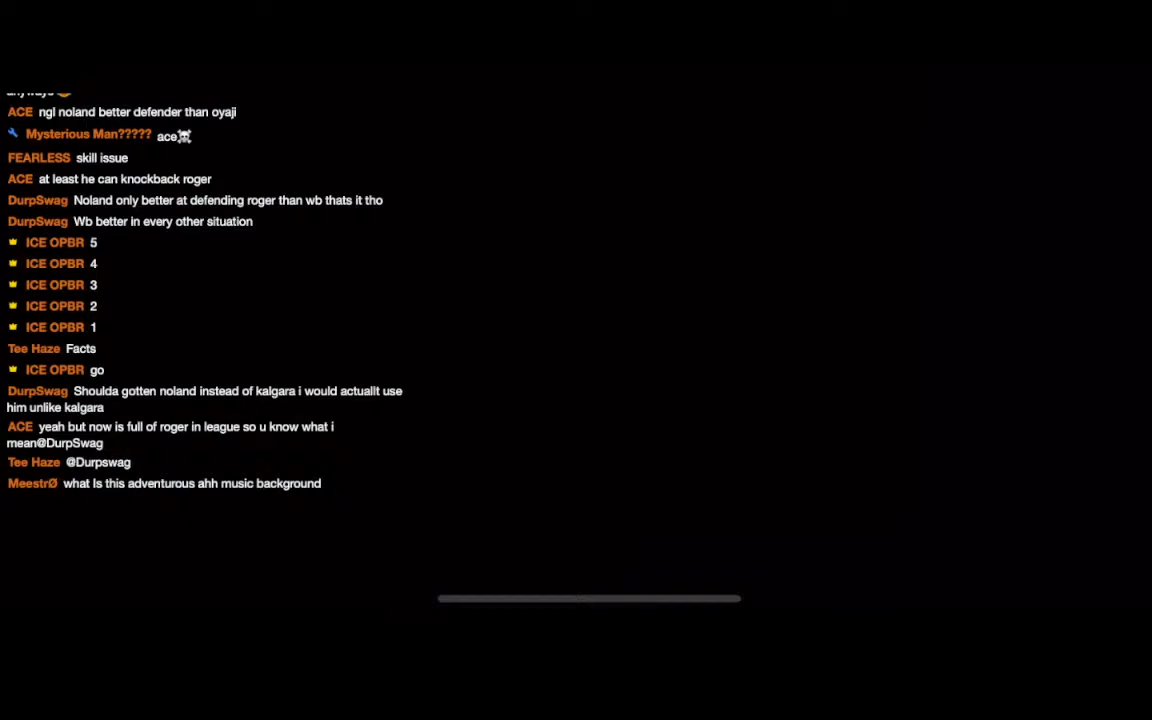 ACE ngl noland better defender than oyaji
Mysterious Man????? ace☠️
FEARLESS skill issue
ACE at least he can knockback roger
DurpSwag Noland only better at defending roger than wb thats it tho
DurpSwag Wb better in every other situation
ICE OPBR 5
ICE OPBR 4
ICE OPBR 3
ICE OPBR 2
ICE OPBR 1
Tee Haze Facts
ICE OPBR go
DurpSwag Shoulda gotten noland instead of kalgara i would actuallt use
him unlike kalgara
ACE yeah but now is full of roger in league so u know what i
mean@DurpSwag
Tee Haze @Durpswag
MeestrØ what Is this adventurous ahh music background